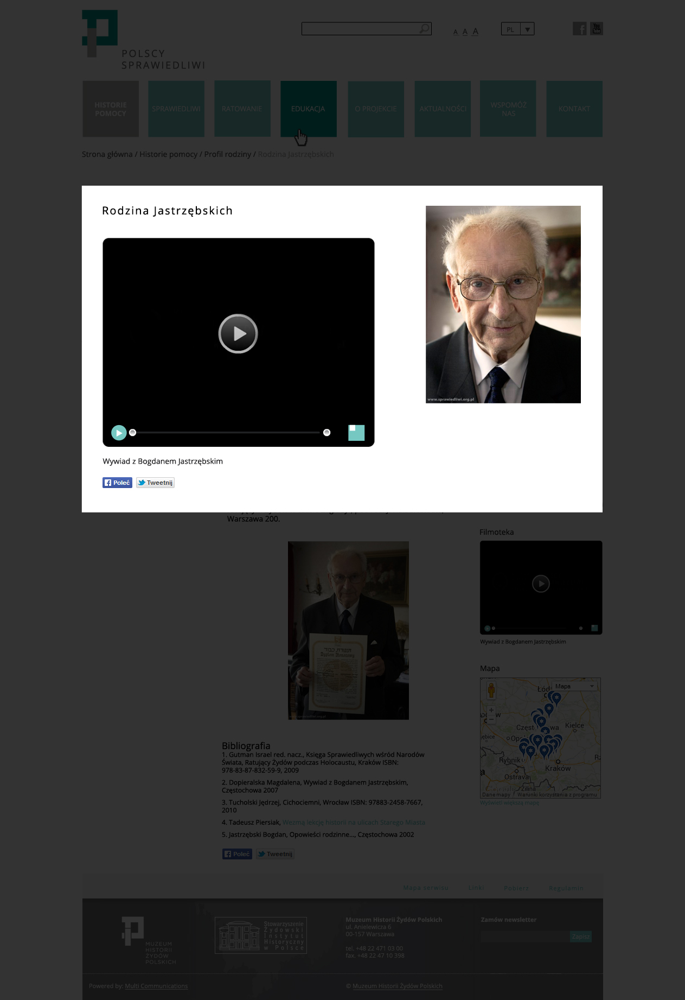 POLSCY
SPRAWIEDLIWI
A A A
PL
You
Tube
HISTORIE
POMOCY
SPRAWIEDLIWI
RATOWANIE
EDUKACJA
O PROJEKCIE
AKTUALNOŚCI
WSPOMÓŻ
NAS
KONTAKT
Strona główna / Historie pomocy / Profil rodziny / Rodzina Jastrzębskich
Rodzina Jastrzębskich
www.sprawiedliwi.org.pl
Wywiad z Bogdanem Jastrzębskim
Poleć
Tweetnij
Warszawa 200.
Filmoteka
Wywiad z Bogdanem Jastrzębskim
Mapa
Mapa
Kielce
Rybnik
Kraków
Ostrava
Žilina
Dane mapy
Warunki korzystania z programu
Wyświetl większą mapę
www.sprawiedliwi.org.pl
Bibliografia
1. Gutman Israel red. nacz., Księga Sprawiedliwych wśród Narodów
Świata, Ratujący Żydów podczas Holocaustu, Kraków ISBN:
978-83-87-832-59-9, 2009
2. Dopieralska Magdalena, Wywiad z Bogdanem Jastrzębskim,
Częstochowa 2007
3. Tucholski Jędrzej, Cichociemni, Wrocław ISBN: 97883-2458-7667,
2010
4. Tadeusz Piersiak, Wezmą lekcję historii na ulicach Starego Miasta
5. Jastrzębski Bogdan, Opowieści rodzinne..., Częstochowa 2002
Poleć
Tweetnij
Mapa serwisu
Linki
Pobierz
Regulamin
MUZEUM
HISTORII
ŻYDÓW
POLSKICH
Stowarzyszenie
Żydowski
Instytut
Historyczny
w Polsce
Muzeum Historii Żydów Polskich
ul. Anielewicza 6
00-157 Warszawa
tel. +48 22 471 03 00
fax. +48 22 47 10 398
Zamów newsletter
Zapisz
Powered by: Multi Communications
© Muzeum Historii Żydów Polskich